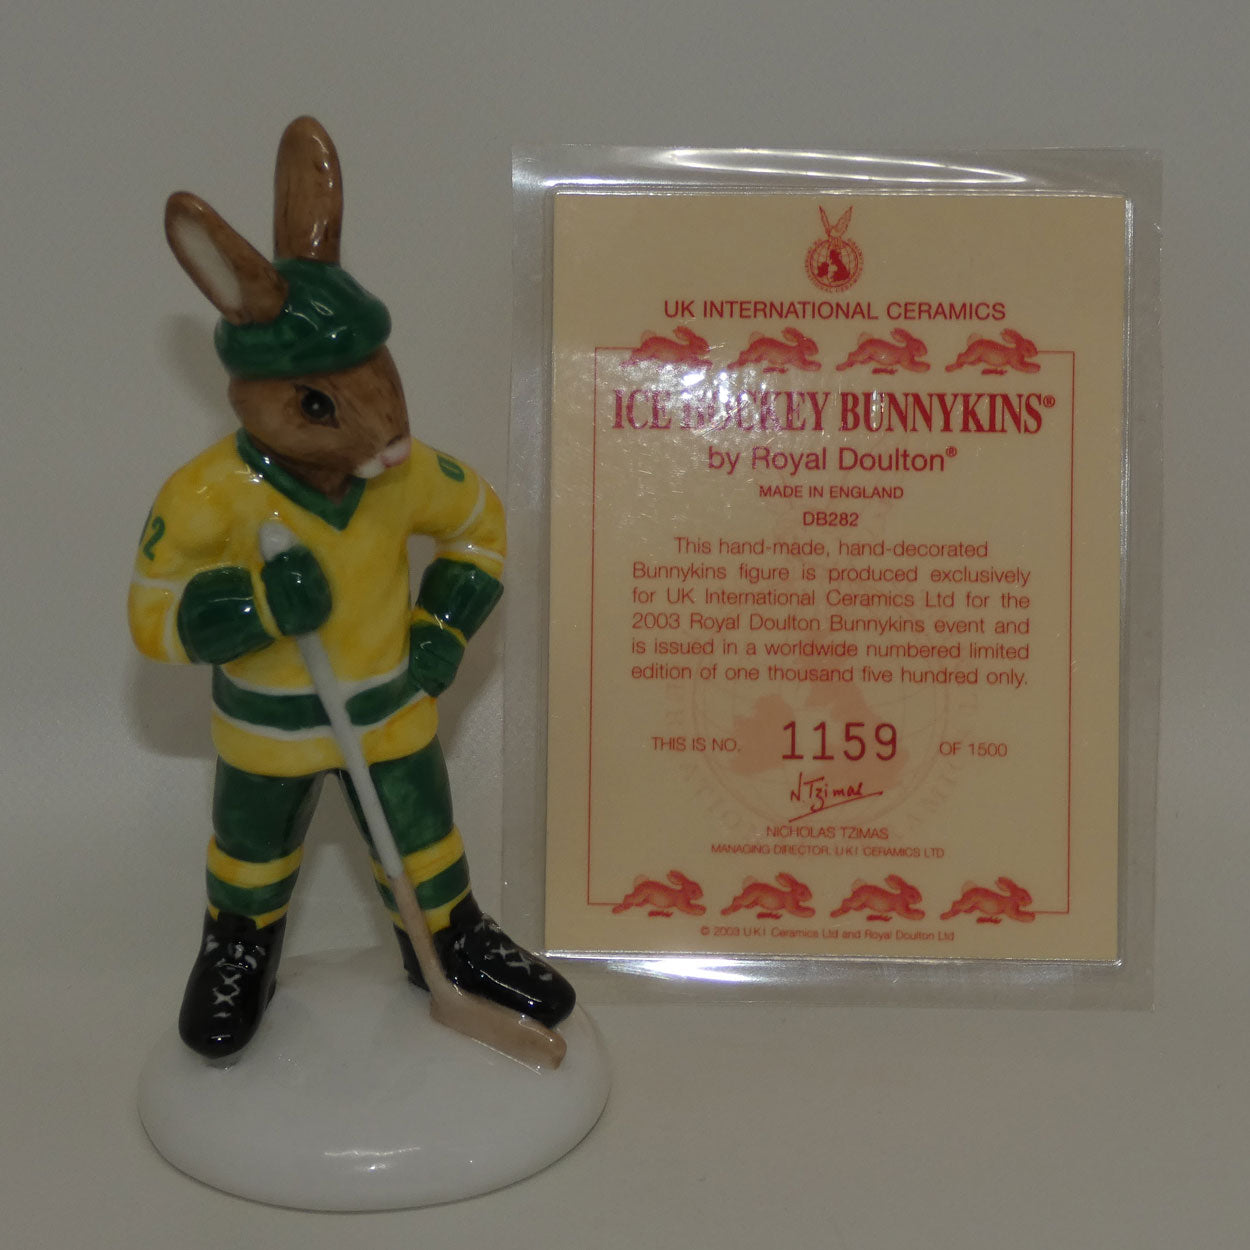 UK INTERNATIONAL CERAMICS
ICE HOCKEY BUNNYKINS®
by Royal Doulton®
MADE IN ENGLAND
DB282
This hand-made, hand-decorated
Bunnykins figure is produced exclusively
for UK International Ceramics Ltd for the
2003 Royal Doulton Bunnykins event and
is issued in a worldwide numbered limited
edition of one thousand five hundred only.
THIS IS NO. 1159 OF 1500
N. Tzimas
NICHOLAS TZIMAS
MANAGING DIRECTOR, U.K.I. CERAMICS LTD
© 2003 U.K.I. Ceramics Ltd and Royal Doulton Ltd